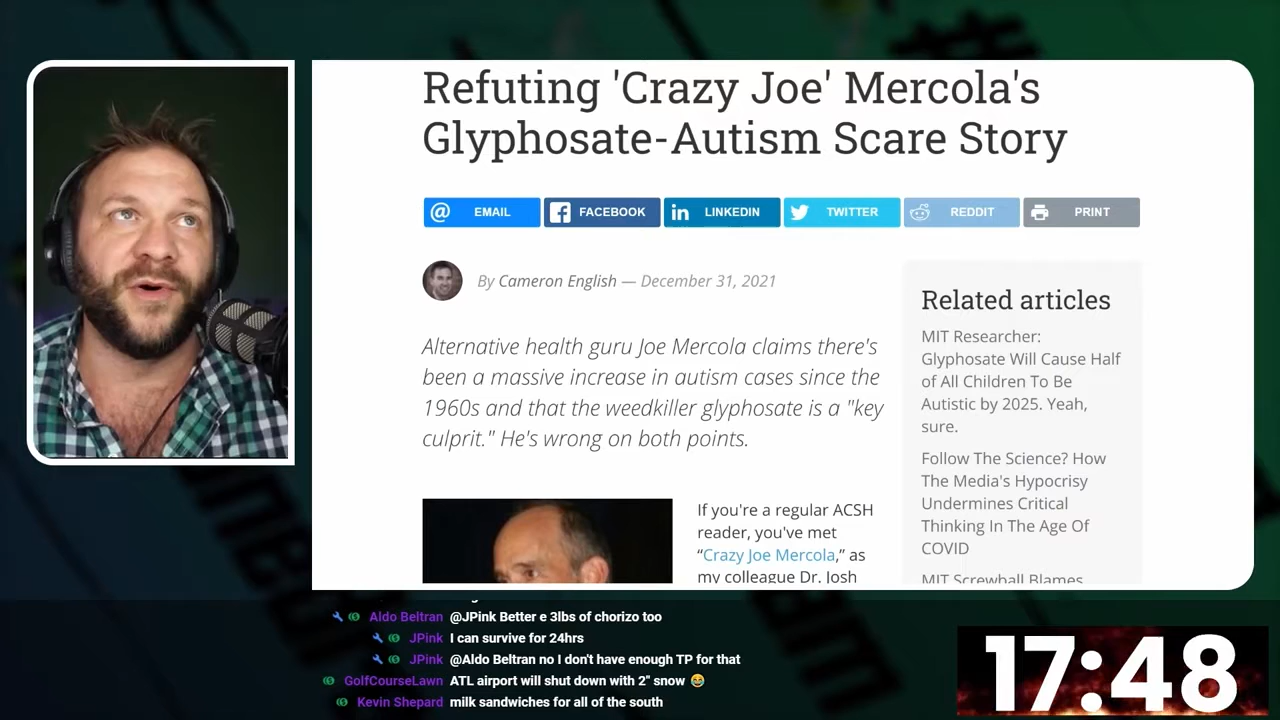 Refuting 'Crazy Joe' Mercola's
Glyphosate-Autism Scare Story
EMAIL
FACEBOOK
LINKEDIN
TWITTER
REDDIT
PRINT
By Cameron English — December 31, 2021
Alternative health guru Joe Mercola claims there's
been a massive increase in autism cases since the
1960s and that the weedkiller glyphosate is a "key
culprit." He's wrong on both points.
If you're a regular ACSH
reader, you've met
“Crazy Joe Mercola,” as
my colleague Dr. Josh
Related articles
MIT Researcher:
Glyphosate Will Cause Half
of All Children To Be
Autistic by 2025. Yeah,
sure.
Follow The Science? How
The Media's Hypocrisy
Undermines Critical
Thinking In The Age Of
COVID
MIT Screwball Blames
Aldo Beltran @JPink Better e 3lbs of chorizo too
JPink I can survive for 24hrs
JPink @Aldo Beltran no I don't have enough TP for that
GolfCourseLawn ATL airport will shut down with 2" snow 😅
Kevin Shepard milk sandwiches for all of the south
17:48